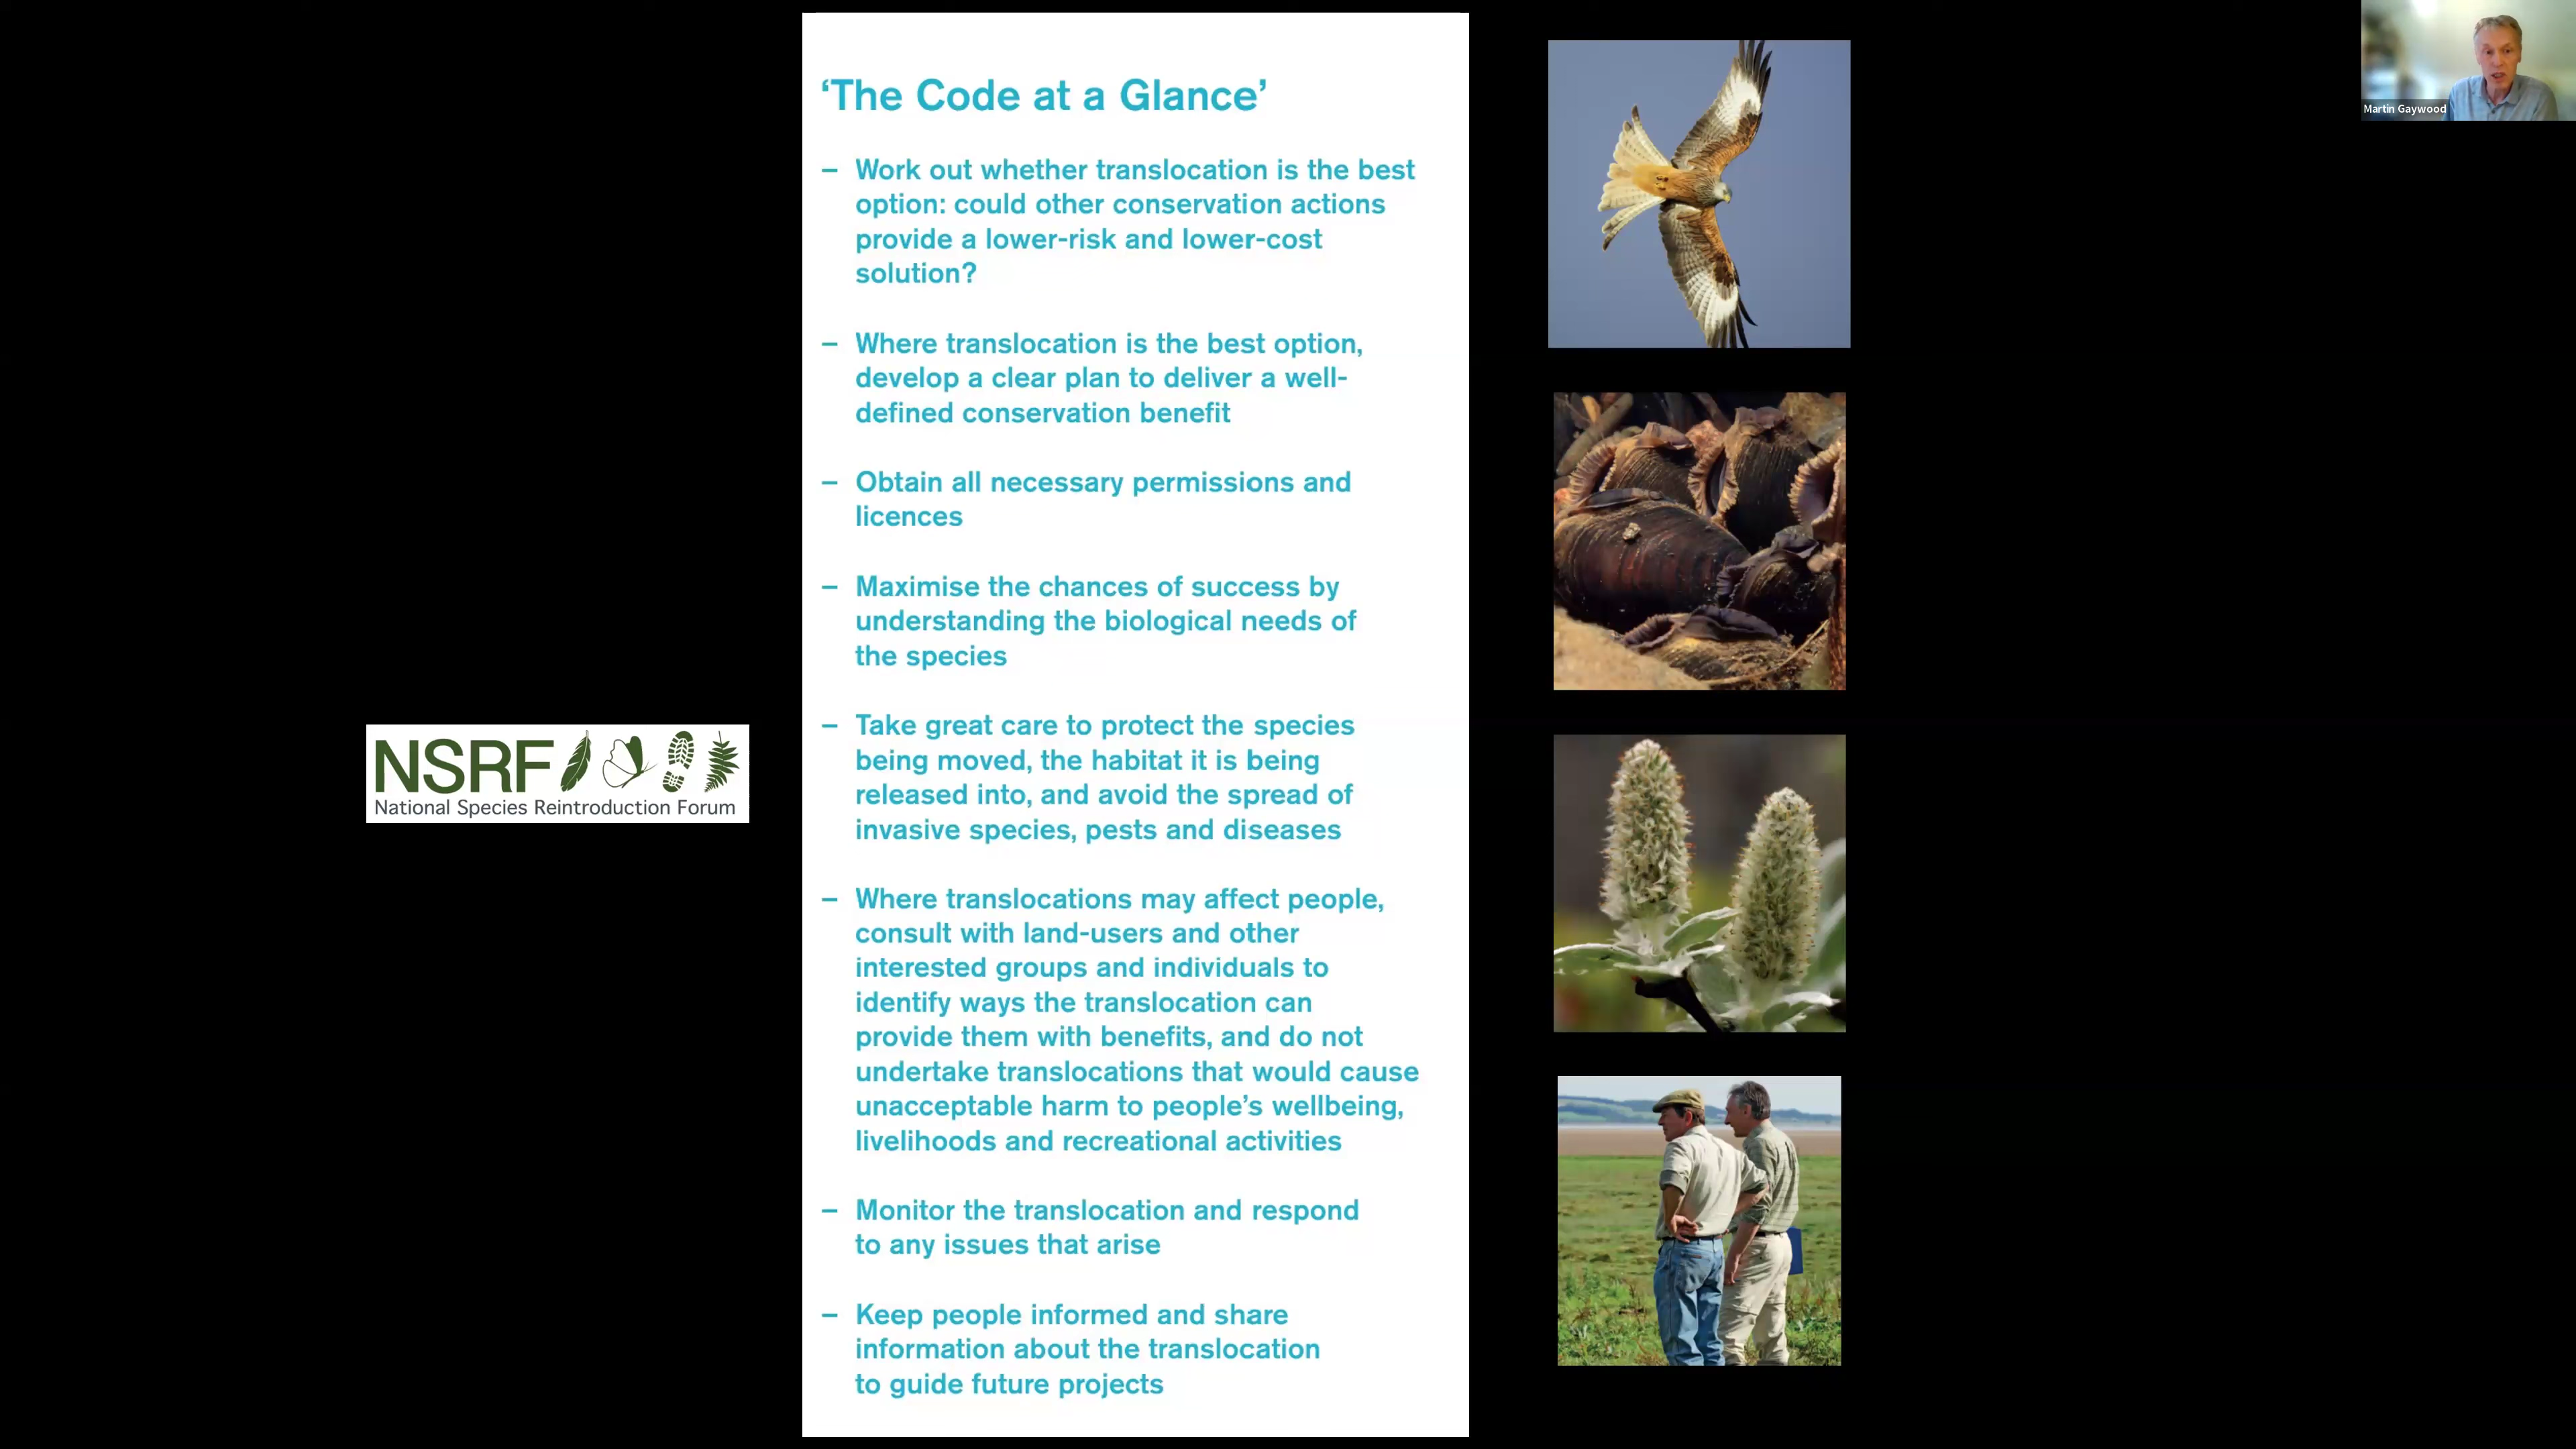 ‘The Code at a Glance’
– Work out whether translocation is the best
option: could other conservation actions
provide a lower-risk and lower-cost
solution?
– Where translocation is the best option,
develop a clear plan to deliver a well-
defined conservation benefit
– Obtain all necessary permissions and
licences
– Maximise the chances of success by
understanding the biological needs of
the species
– Take great care to protect the species
being moved, the habitat it is being
released into, and avoid the spread of
invasive species, pests and diseases
– Where translocations may affect people,
consult with land-users and other
interested groups and individuals to
identify ways the translocation can
provide them with benefits, and do not
undertake translocations that would cause
unacceptable harm to people’s wellbeing,
livelihoods and recreational activities
– Monitor the translocation and respond
to any issues that arise
– Keep people informed and share
information about the translocation
to guide future projects
NSRF
National Species Reintroduction Forum
Martin Gaywood